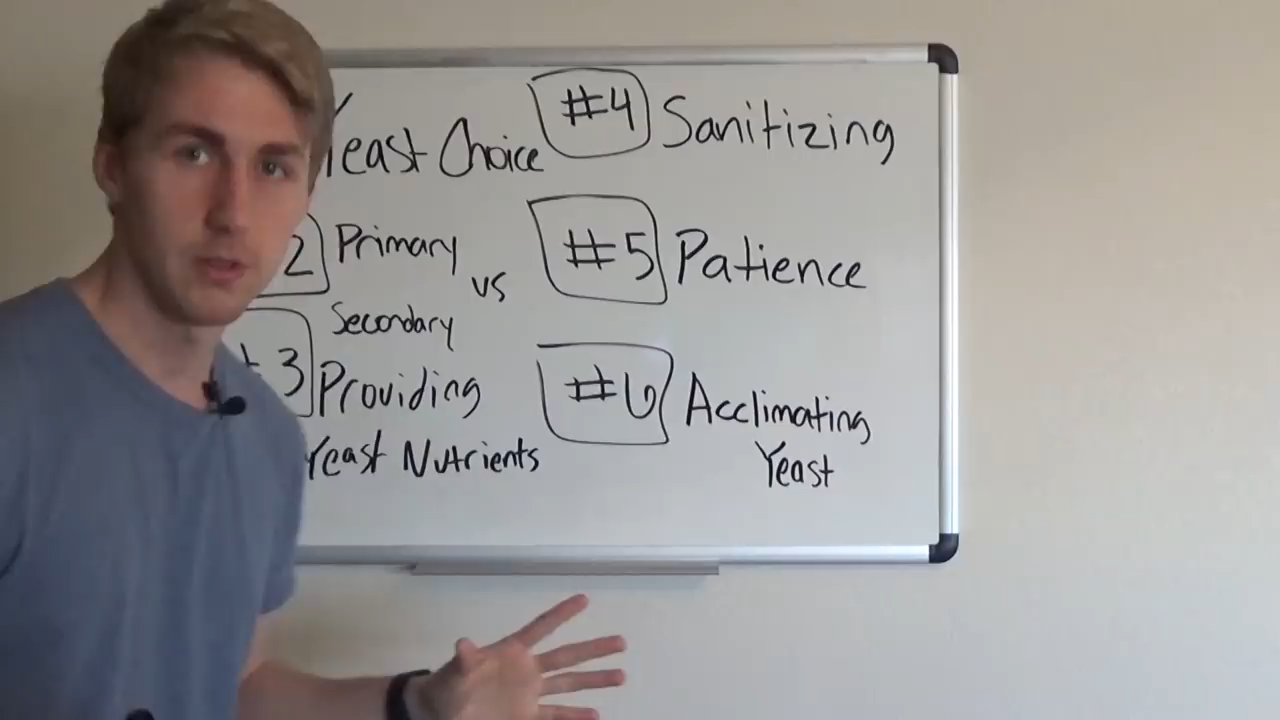 Yeast Choice
2 Primary
vs
Secondary
3 Providing
Yeast Nutrients
#4 Sanitizing
#5 Patience
#6 Acclimating
Yeast